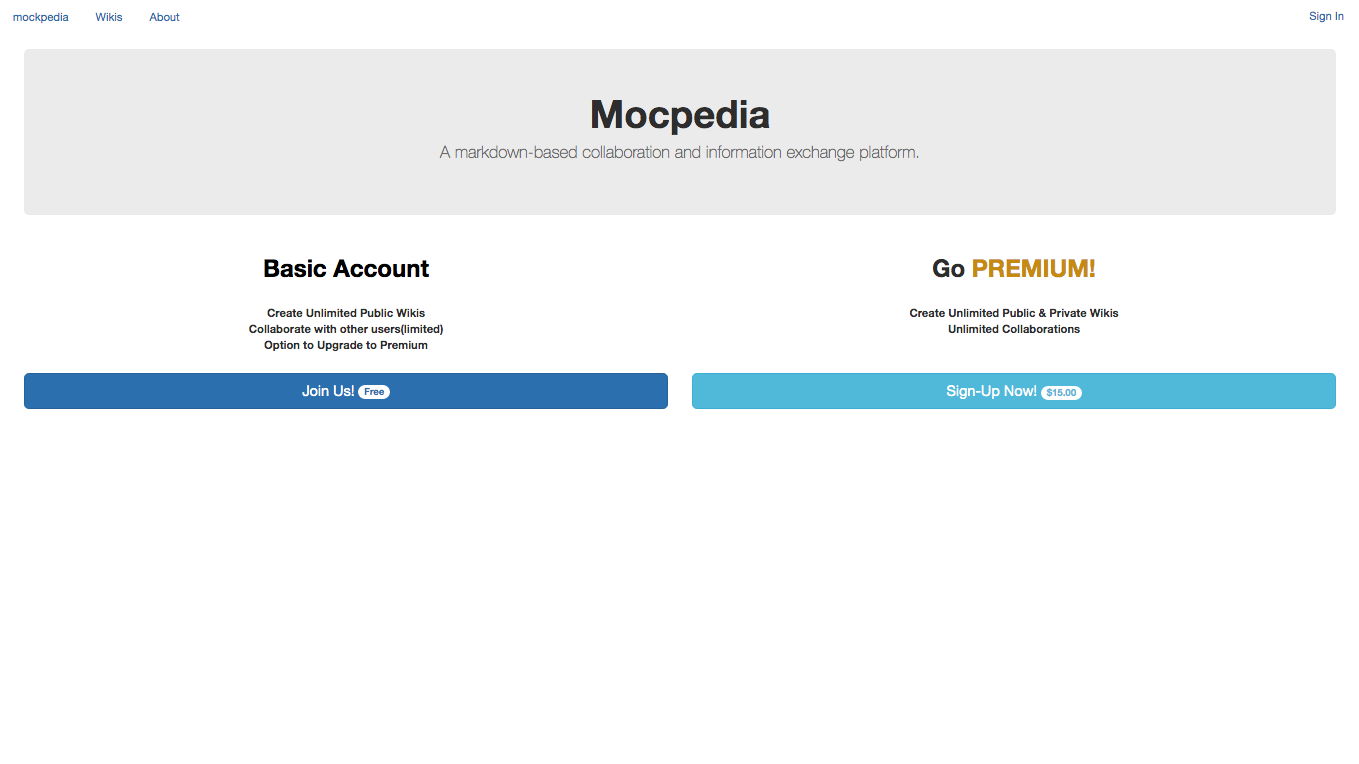 mockpedia Wikis About Sign In
Mocpedia
A markdown-based collaboration and information exchange platform.
Basic Account
Create Unlimited Public Wikis
Collaborate with other users(limited)
Option to Upgrade to Premium
Join Us! Free
Go PREMIUM!
Create Unlimited Public & Private Wikis
Unlimited Collaborations
Sign-Up Now! $15.00